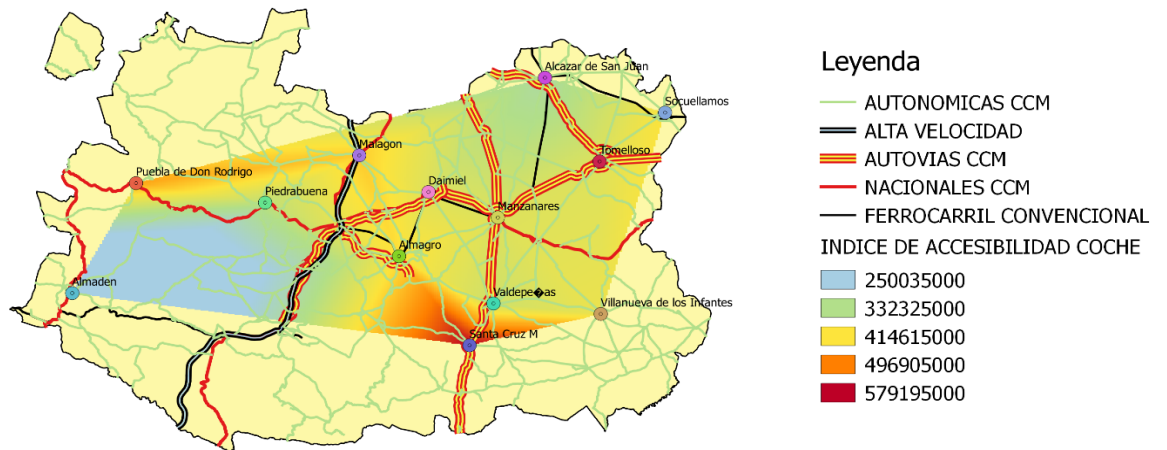 Alcazar de San Juan
Socuellamos
Malagon
Tomelloso
Puebla de Don Rodrigo
Daimiel
Piedrabuena
Manzanares
Almagro
Almaden
Valdepe�as
Villanueva de los Infantes
Santa Cruz M
Leyenda
AUTONOMICAS CCM
ALTA VELOCIDAD
AUTOVIAS CCM
NACIONALES CCM
FERROCARRIL CONVENCIONAL
INDICE DE ACCESIBILIDAD COCHE
250035000
332325000
414615000
496905000
579195000